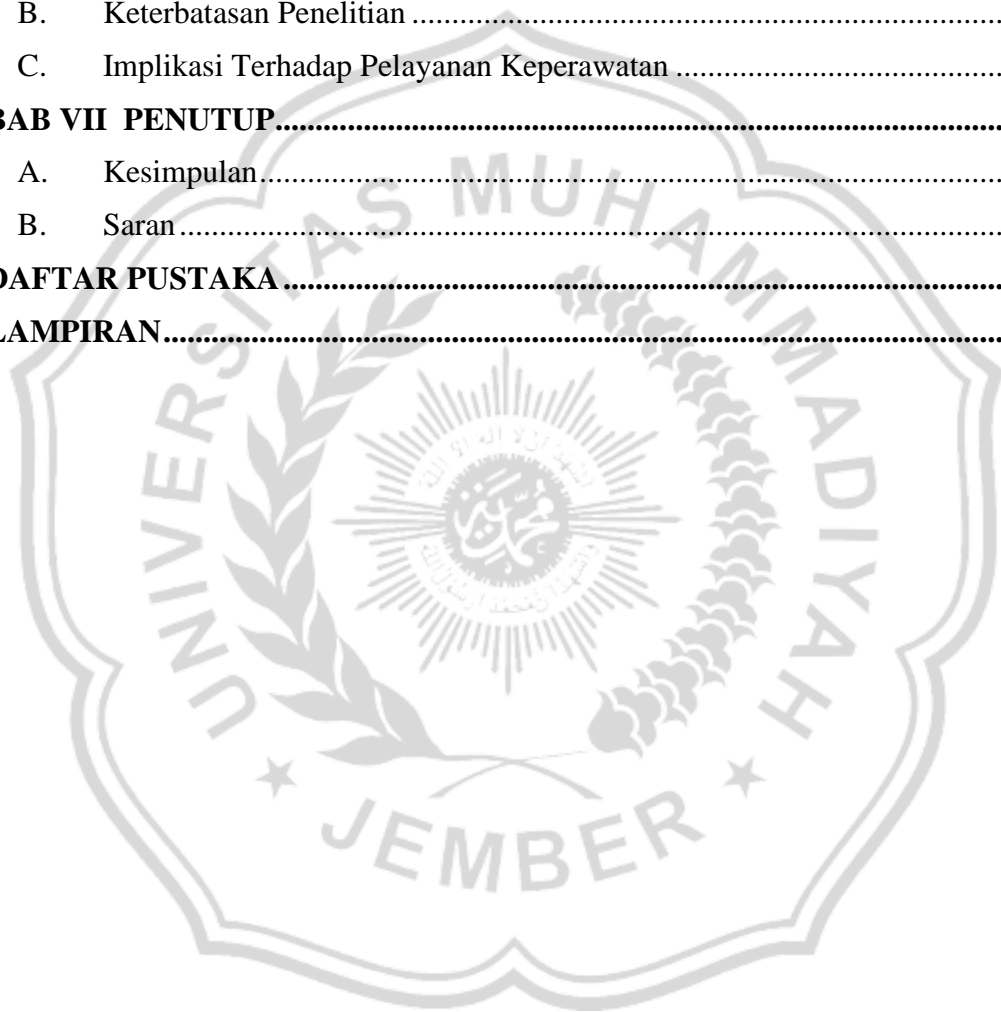 B. Keterbatasan Penelitian ....................................................................
C. Implikasi Terhadap Pelayanan Keperawatan ........................................
BAB VII PENUTUP..........................................................................................
A. Kesimpulan..........................................................................................
B. Saran....................................................................................................
DAFTAR PUSTAKA.........................................................................................
LAMPIRAN........................................................................................................
UNIVERSITAS MUHAMMADIYAH
JEMBER